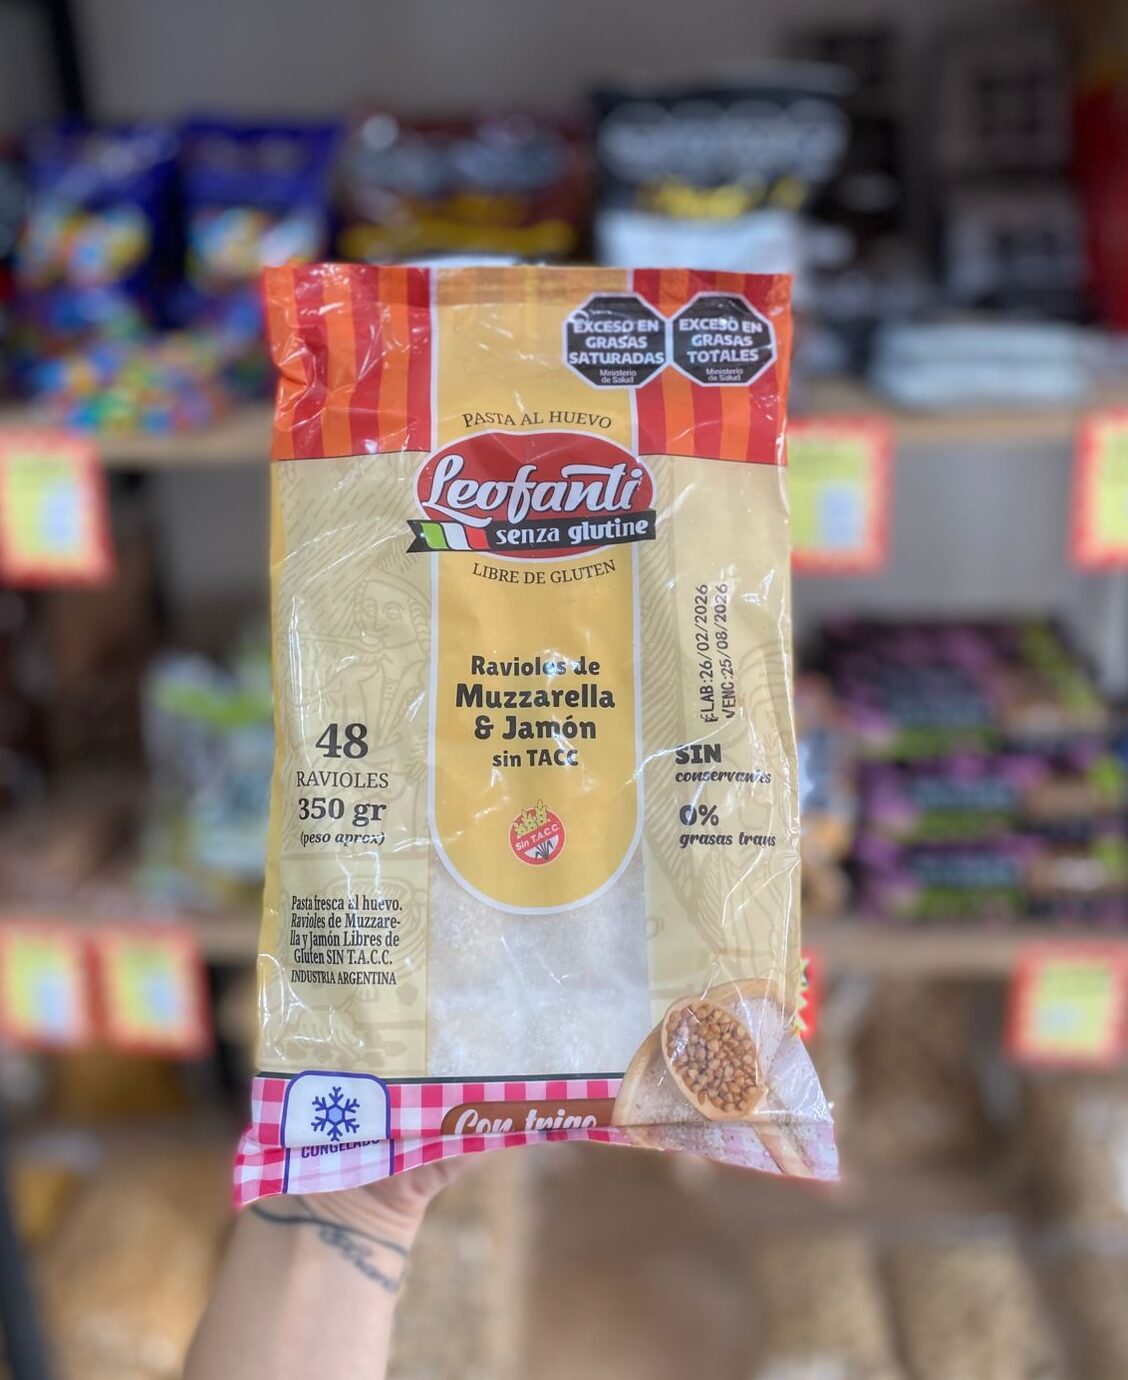 EXCESO EN
GRASAS
SATURADAS
Ministerio
de Salud
EXCESO EN
GRASAS
TOTALES
Ministerio
de Salud
PASTA AL HUEVO
Leofanti
senza glutine
LIBRE DE GLUTEN
Ravioles de
Muzzarella
& Jamón
sin TACC
Sin T.A.C.C.
48
RAVIOLES
350 gr
(peso aprox)
Pasta fresca al huevo.
Ravioles de Muzzare-
lla y Jamón Libres de
Gluten SIN T.A.C.C.
INDUSTRIA ARGENTINA
ELAB:26/02/2026
VENC:25/08/2026
SIN
conservantes
0%
grasas trans
CONGELADO
Con trigo